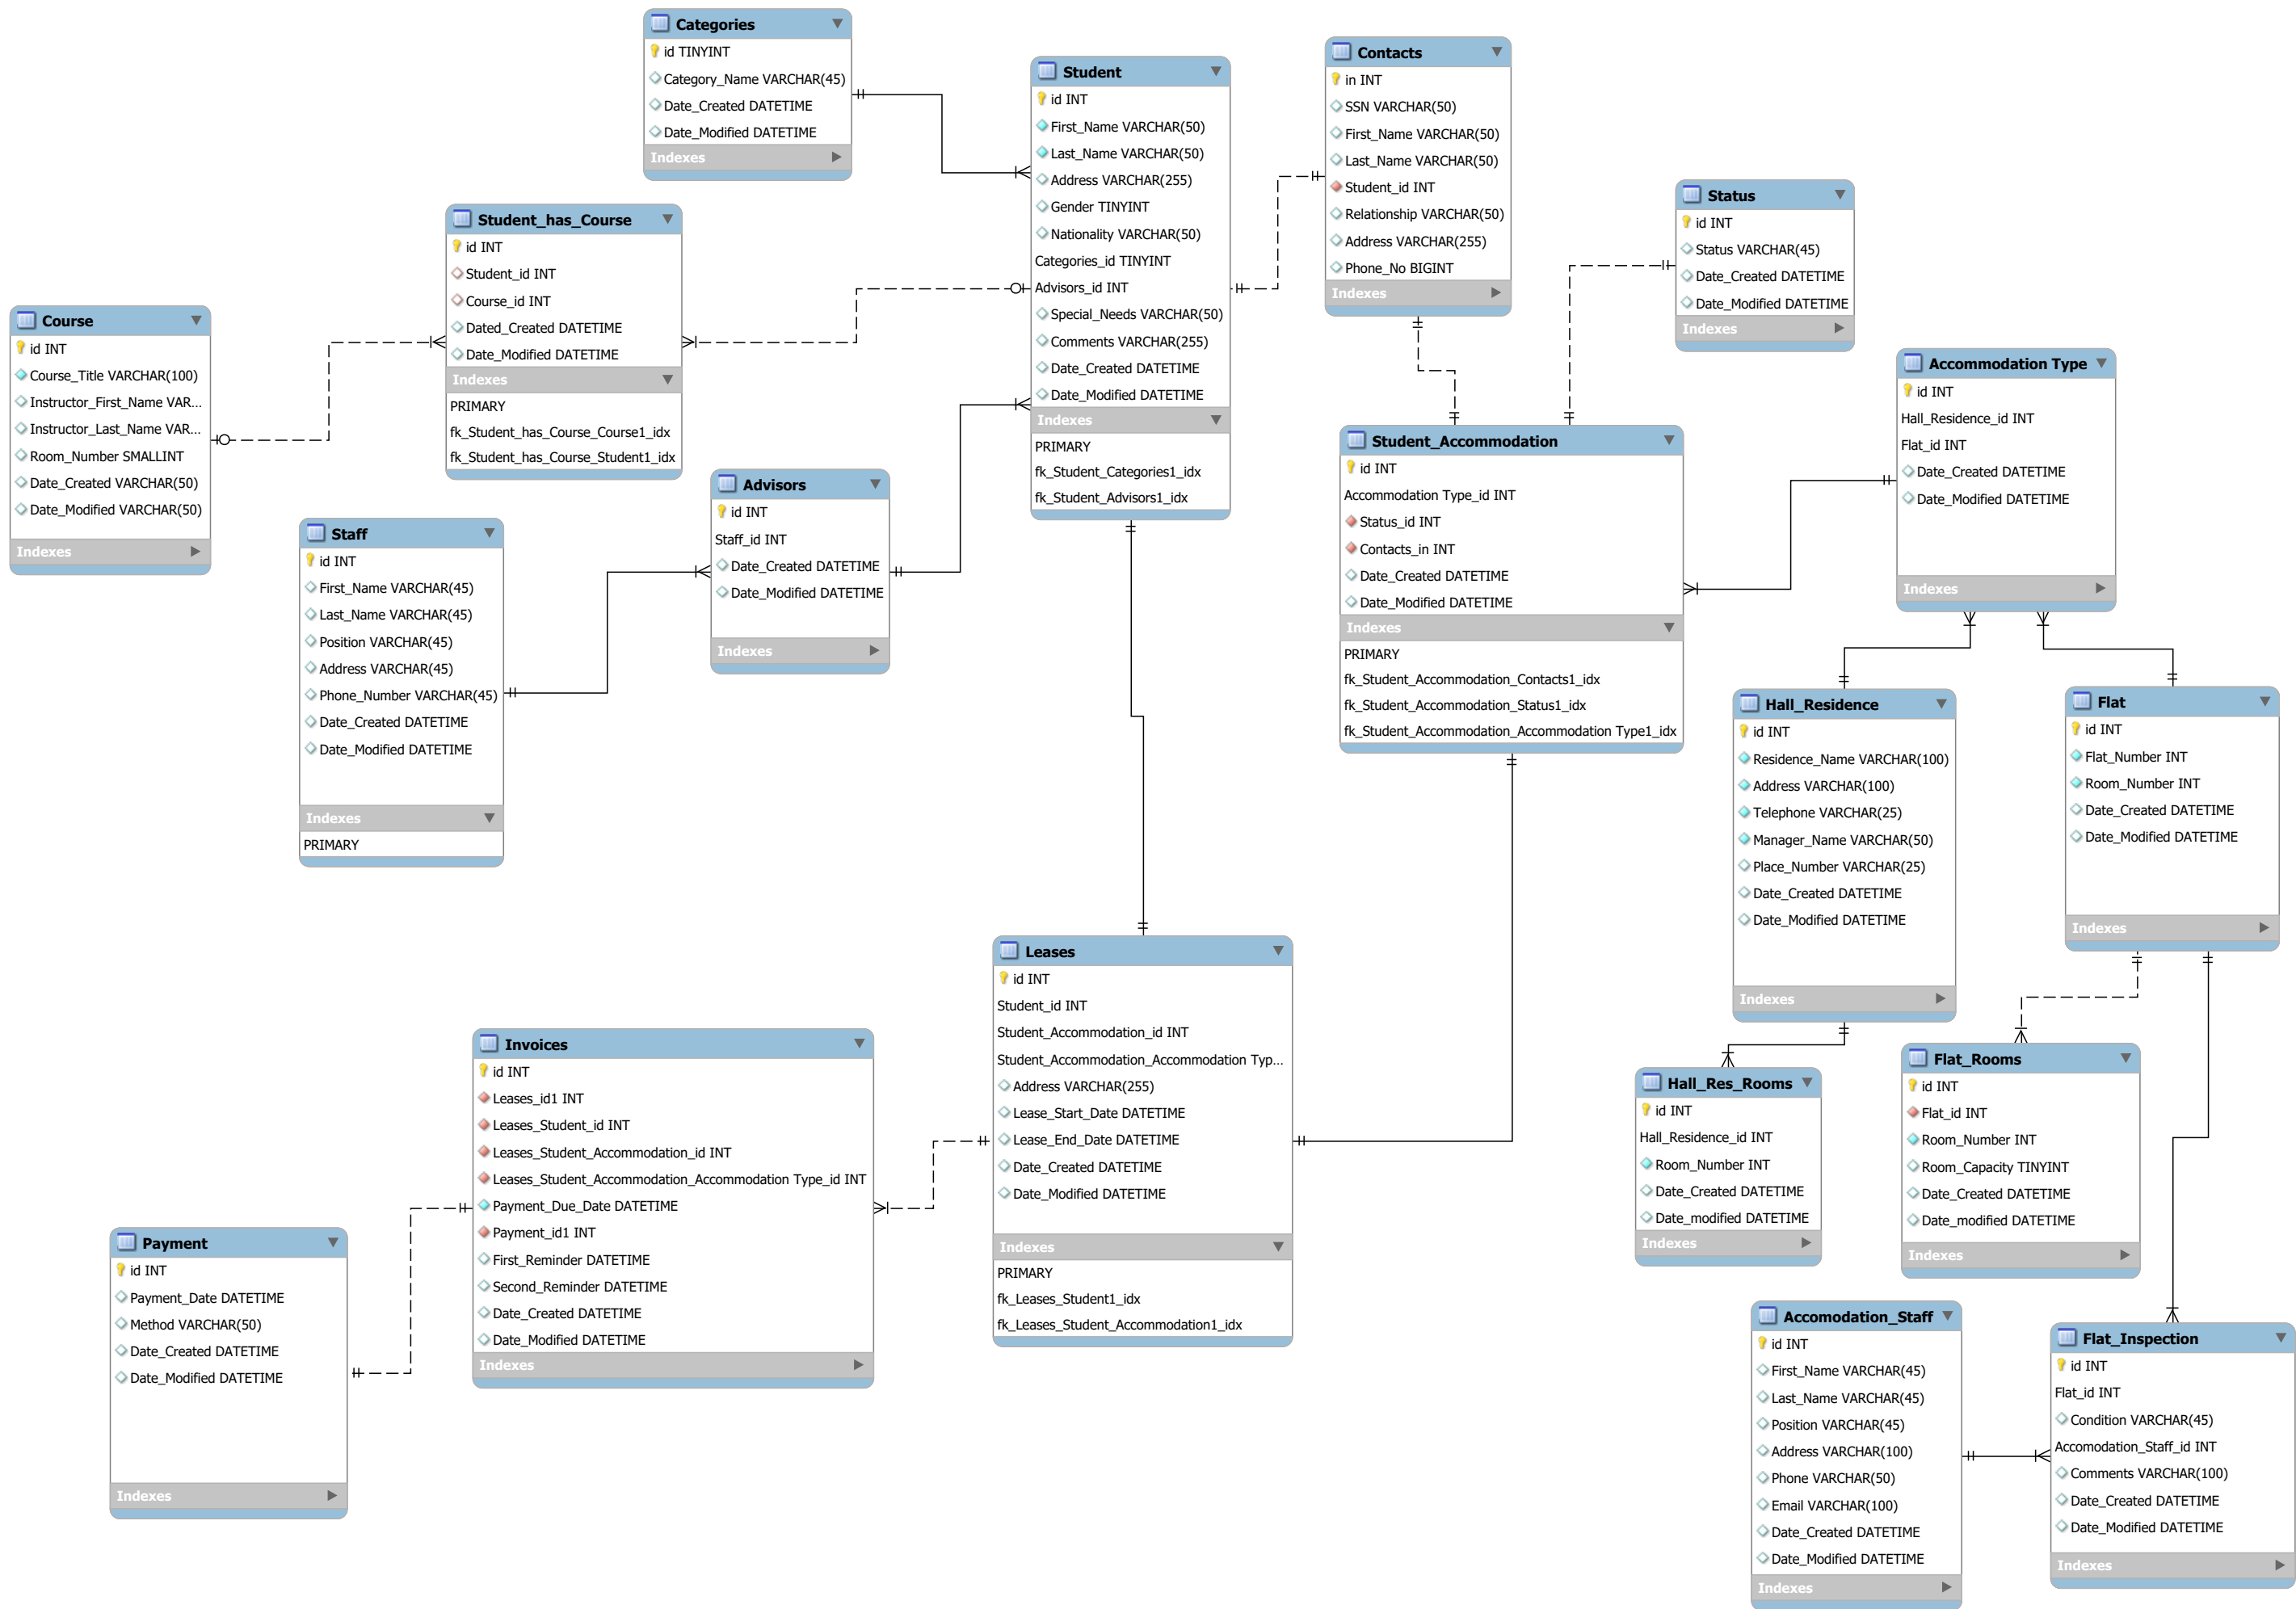 Categories
id TINYINT
Category_Name VARCHAR(45)
Date_Created DATETIME
Date_Modified DATETIME
Indexes
Student
id INT
First_Name VARCHAR(50)
Last_Name VARCHAR(50)
Address VARCHAR(255)
Gender TINYINT
Nationality VARCHAR(50)
Categories_id TINYINT
Advisors_id INT
Special_Needs VARCHAR(50)
Comments VARCHAR(255)
Date_Created DATETIME
Date_Modified DATETIME
Indexes
PRIMARY
fk_Student_Categories1_idx
fk_Student_Advisors1_idx
Contacts
in INT
SSN VARCHAR(50)
First_Name VARCHAR(50)
Last_Name VARCHAR(50)
Student_id INT
Relationship VARCHAR(50)
Address VARCHAR(255)
Phone_No BIGINT
Indexes
Status
id INT
Status VARCHAR(45)
Date_Created DATETIME
Date_Modified DATETIME
Indexes
Student_has_Course
id INT
Student_id INT
Course_id INT
Dated_Created DATETIME
Date_Modified DATETIME
Indexes
PRIMARY
fk_Student_has_Course_Course1_idx
fk_Student_has_Course_Student1_idx
Course
id INT
Course_Title VARCHAR(100)
Instructor_First_Name VAR...
Instructor_Last_Name VAR...
Room_Number SMALLINT
Date_Created VARCHAR(50)
Date_Modified VARCHAR(50)
Indexes
Accommodation Type
id INT
Hall_Residence_id INT
Flat_id INT
Date_Created DATETIME
Date_Modified DATETIME
Indexes
Student_Accommodation
id INT
Accommodation Type_id INT
Status_id INT
Contacts_in INT
Date_Created DATETIME
Date_Modified DATETIME
Indexes
PRIMARY
fk_Student_Accommodation_Contacts1_idx
fk_Student_Accommodation_Status1_idx
fk_Student_Accommodation_Accommodation Type1_idx
Advisors
id INT
Staff_id INT
Date_Created DATETIME
Date_Modified DATETIME
Indexes
Staff
id INT
First_Name VARCHAR(45)
Last_Name VARCHAR(45)
Position VARCHAR(45)
Address VARCHAR(45)
Phone_Number VARCHAR(45)
Date_Created DATETIME
Date_Modified DATETIME
Indexes
PRIMARY
Hall_Residence
id INT
Residence_Name VARCHAR(100)
Address VARCHAR(100)
Telephone VARCHAR(25)
Manager_Name VARCHAR(50)
Place_Number VARCHAR(25)
Date_Created DATETIME
Date_Modified DATETIME
Indexes
Flat
id INT
Flat_Number INT
Room_Number INT
Date_Created DATETIME
Date_Modified DATETIME
Indexes
Leases
id INT
Student_id INT
Student_Accommodation_id INT
Student_Accommodation_Accommodation Typ...
Address VARCHAR(255)
Lease_Start_Date DATETIME
Lease_End_Date DATETIME
Date_Created DATETIME
Date_Modified DATETIME
Indexes
PRIMARY
fk_Leases_Student1_idx
fk_Leases_Student_Accommodation1_idx
Invoices
id INT
Leases_id1 INT
Leases_Student_id INT
Leases_Student_Accommodation_id INT
Leases_Student_Accommodation_Accommodation Type_id INT
Payment_Due_Date DATETIME
Payment_id1 INT
First_Reminder DATETIME
Second_Reminder DATETIME
Date_Created DATETIME
Date_Modified DATETIME
Indexes
Payment
id INT
Payment_Date DATETIME
Method VARCHAR(50)
Date_Created DATETIME
Date_Modified DATETIME
Indexes
Hall_Res_Rooms
id INT
Hall_Residence_id INT
Room_Number INT
Date_Created DATETIME
Date_modified DATETIME
Indexes
Flat_Rooms
id INT
Flat_id INT
Room_Number INT
Room_Capacity TINYINT
Date_Created DATETIME
Date_modified DATETIME
Indexes
Accomodation_Staff
id INT
First_Name VARCHAR(45)
Last_Name VARCHAR(45)
Position VARCHAR(45)
Address VARCHAR(100)
Phone VARCHAR(50)
Email VARCHAR(100)
Date_Created DATETIME
Date_Modified DATETIME
Indexes
Flat_Inspection
id INT
Flat_id INT
Condition VARCHAR(45)
Accomodation_Staff_id INT
Comments VARCHAR(100)
Date_Created DATETIME
Date_Modified DATETIME
Indexes